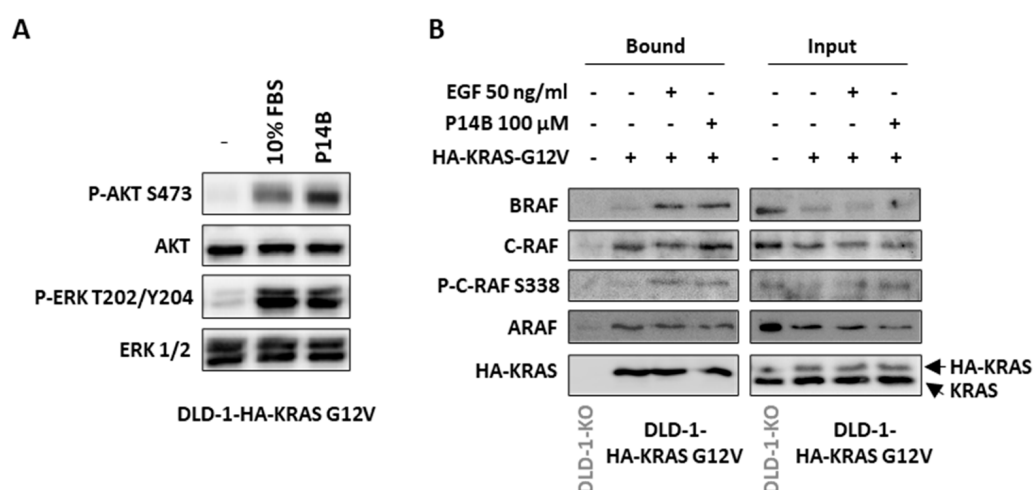 A
-
10% FBS
P14B
P-AKT S473
AKT
P-ERK T202/Y204
ERK 1/2
DLD-1-HA-KRAS G12V
B
Bound Input
EGF 50 ng/ml - - + - - - + -
P14B 100 µM - - - + - - - +
HA-KRAS-G12V - + + + - + + +
BRAF
C-RAF
P-C-RAF S338
ARAF
HA-KRAS
HA-KRAS
KRAS
DLD-1-KO
DLD-1-
HA-KRAS G12V
DLD-1-KO
DLD-1-
HA-KRAS G12V